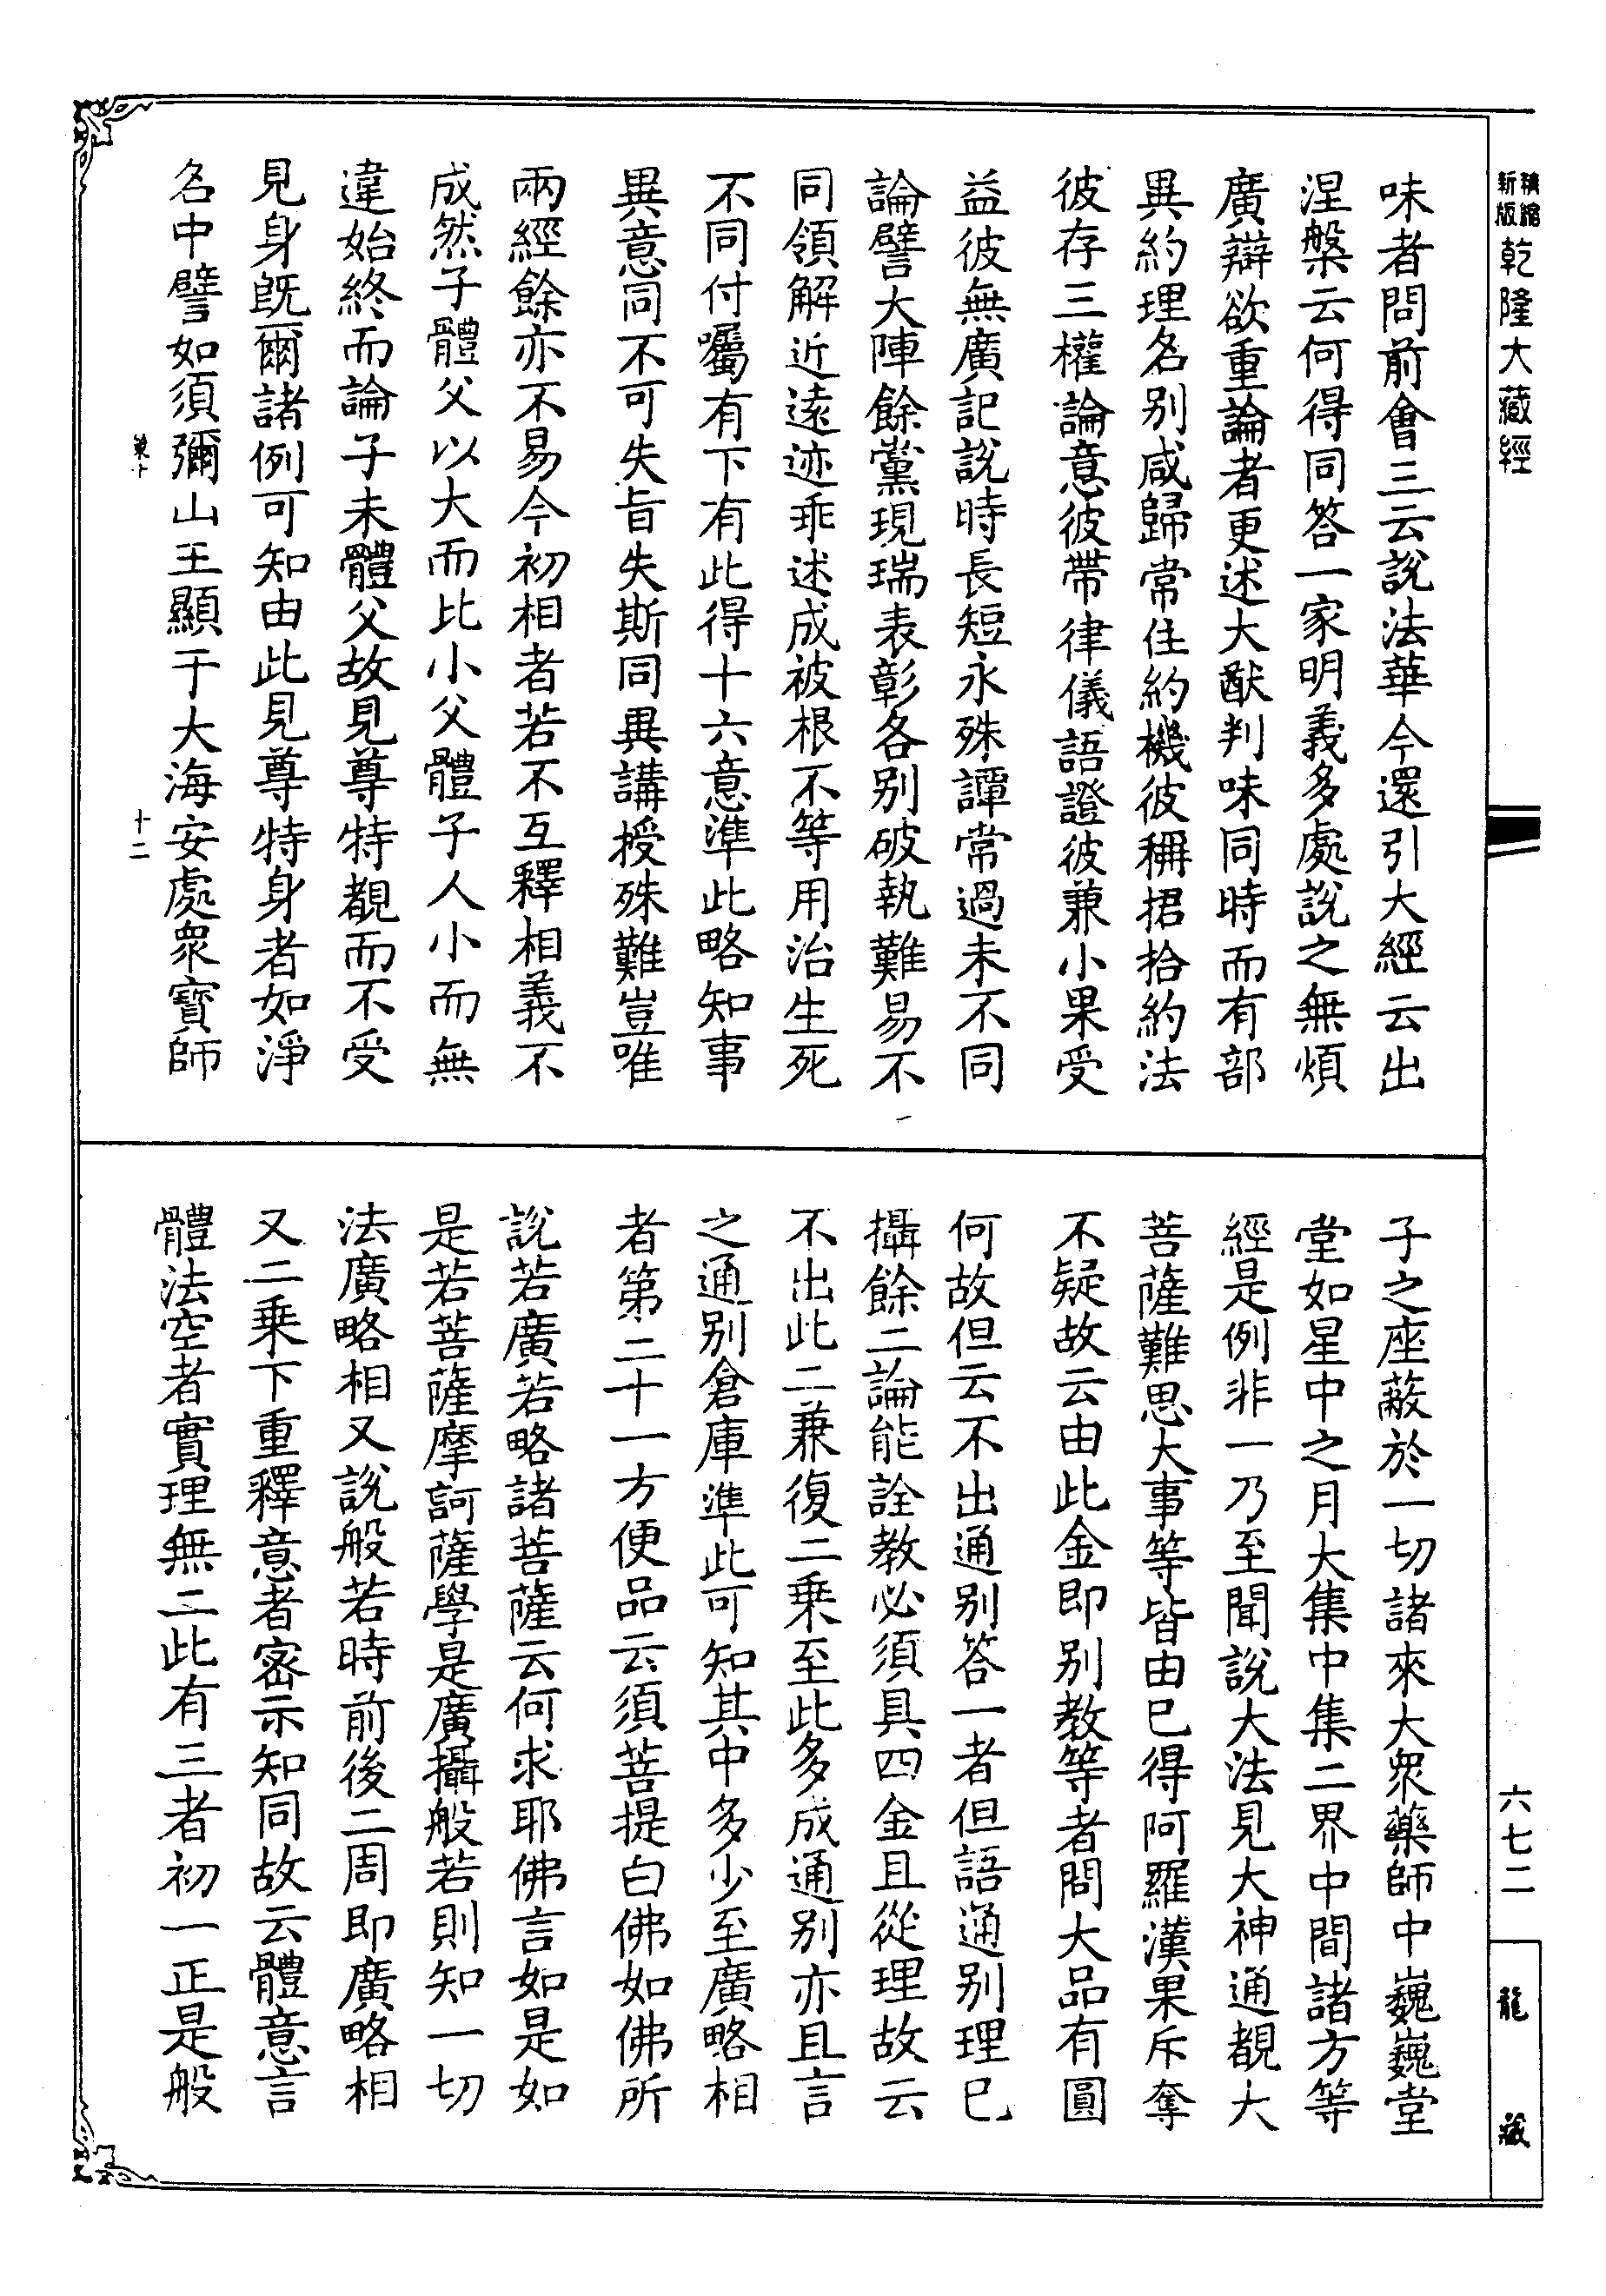 精縮
新版
乾隆大藏經
味者問前會三云說法華今還引大經云出
涅槃云何得同答一家明義多處說之無煩
廣辯欲重論者更述大猷判味同時而有部
異約理名別咸歸常住約機彼稱捃拾約法
彼存三權論意彼帶律儀語證彼兼小果受
益彼無廣記說時長短永殊譚常過未不同
論譬大陣餘黨現瑞表彰各別破執難易不
同領解近遠迹乖述成被根不等用治生死
不同付囑有下有此得十六意準此略知事
異意同不可失旨失斯同異講授殊難豈唯
兩經餘亦不易今初相者若不互釋相義不
成然子體父以大而比小父體子人小而無
違始終而論子未體父故見尊特覩而不受
見身旣爾諸例可知由此見尊特身者如淨
名中譬如須彌山王顯于大海安處眾寶師
十二
子之座蔽於一切諸來大眾藥師中巍巍堂
堂如星中之月大集中集二界中間諸方等
經是例非一乃至聞說大法見大神通覩大
菩薩難思大事等皆由已得阿羅漢果斥奪
不疑故云由此金即別教等者問大品有圓
何故但云不出通別答一者但語通別理已
攝餘二論能詮教必須具四金且從理故云
不出此二兼復二乘至此多成通別亦且言
之通別倉庫準此可知其中多少至廣略相
者第二十一方便品云須菩提白佛如佛所
說若廣若略諸菩薩云何求耶佛言如是如
是若菩薩摩訶薩學是廣攝般若則知一切
法廣略相又說般若時前後二周即廣略相
又二乘下重釋意者密示知同故云體意言
體法空者實理無二此有三者初一正是般
六七二
龍藏